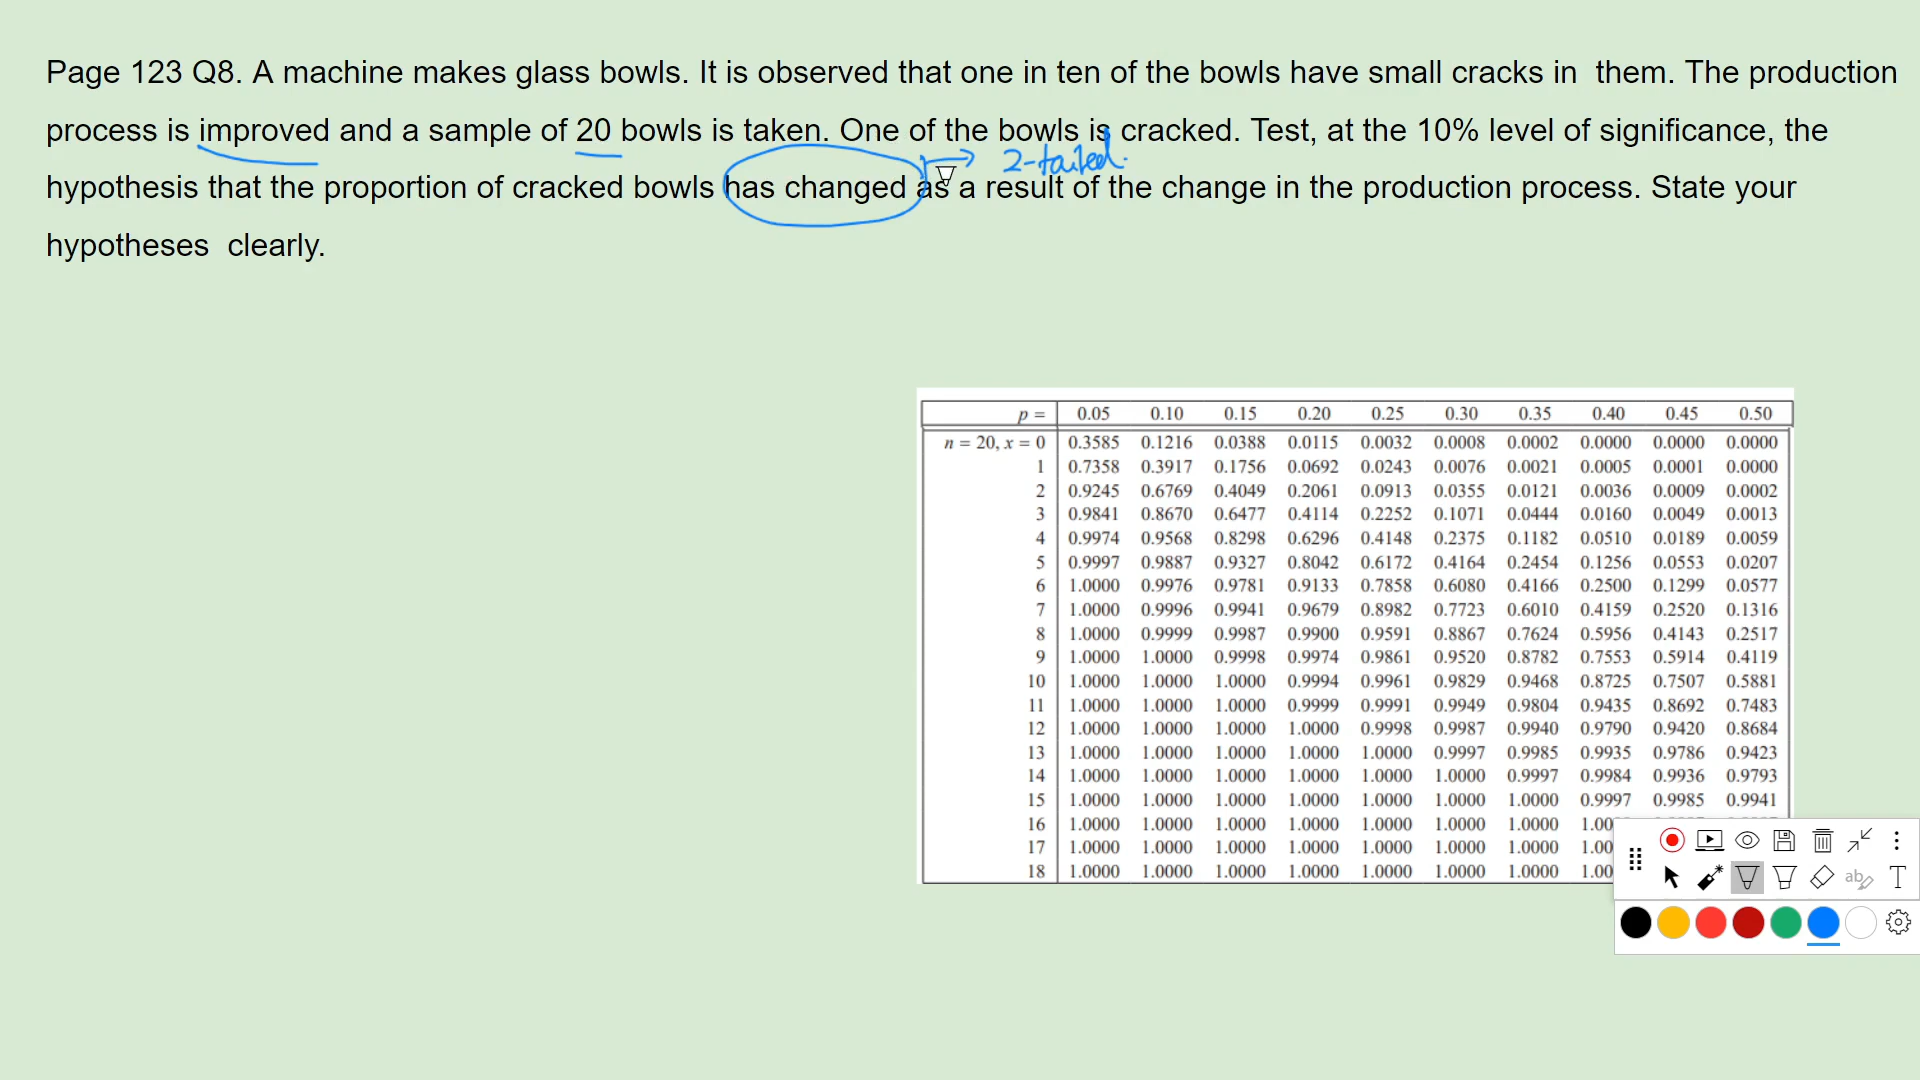 Page 123 Q8. A machine makes glass bowls. It is observed that one in ten of the bowls have small cracks in them. The production
process is improved and a sample of 20 bowls is taken. One of the bowls is cracked. Test, at the 10% level of significance, the
2-tailed.
hypothesis that the proportion of cracked bowls has changed as a result of the change in the production process. State your
hypotheses clearly.
p = 0.05 0.10 0.15 0.20 0.25 0.30 0.35 0.40 0.45 0.50
n = 20, x = 0 0.3585 0.1216 0.0388 0.0115 0.0032 0.0008 0.0002 0.0000 0.0000 0.0000
1 0.7358 0.3917 0.1756 0.0692 0.0243 0.0076 0.0021 0.0005 0.0001 0.0000
2 0.9245 0.6769 0.4049 0.2061 0.0913 0.0355 0.0121 0.0036 0.0009 0.0002
3 0.9841 0.8670 0.6477 0.4114 0.2252 0.1071 0.0444 0.0160 0.0049 0.0013
4 0.9974 0.9568 0.8298 0.6296 0.4148 0.2375 0.1182 0.0510 0.0189 0.0059
5 0.9997 0.9887 0.9327 0.8042 0.6172 0.4164 0.2454 0.1256 0.0553 0.0207
6 1.0000 0.9976 0.9781 0.9133 0.7858 0.6080 0.4166 0.2500 0.1299 0.0577
7 1.0000 0.9996 0.9941 0.9679 0.8982 0.7723 0.6010 0.4159 0.2520 0.1316
8 1.0000 0.9999 0.9987 0.9900 0.9591 0.8867 0.7624 0.5956 0.4143 0.2517
9 1.0000 1.0000 0.9998 0.9974 0.9861 0.9520 0.8782 0.7553 0.5914 0.4119
10 1.0000 1.0000 1.0000 0.9994 0.9961 0.9829 0.9468 0.8725 0.7507 0.5881
11 1.0000 1.0000 1.0000 0.9999 0.9991 0.9949 0.9804 0.9435 0.8692 0.7483
12 1.0000 1.0000 1.0000 1.0000 0.9998 0.9987 0.9940 0.9790 0.9420 0.8684
13 1.0000 1.0000 1.0000 1.0000 1.0000 0.9997 0.9985 0.9935 0.9786 0.9423
14 1.0000 1.0000 1.0000 1.0000 1.0000 1.0000 0.9997 0.9984 0.9936 0.9793
15 1.0000 1.0000 1.0000 1.0000 1.0000 1.0000 1.0000 0.9997 0.9985 0.9941
16 1.0000 1.0000 1.0000 1.0000 1.0000 1.0000 1.0000 1.00
17 1.0000 1.0000 1.0000 1.0000 1.0000 1.0000 1.0000 1.00
18 1.0000 1.0000 1.0000 1.0000 1.0000 1.0000 1.0000 1.00
ab
T